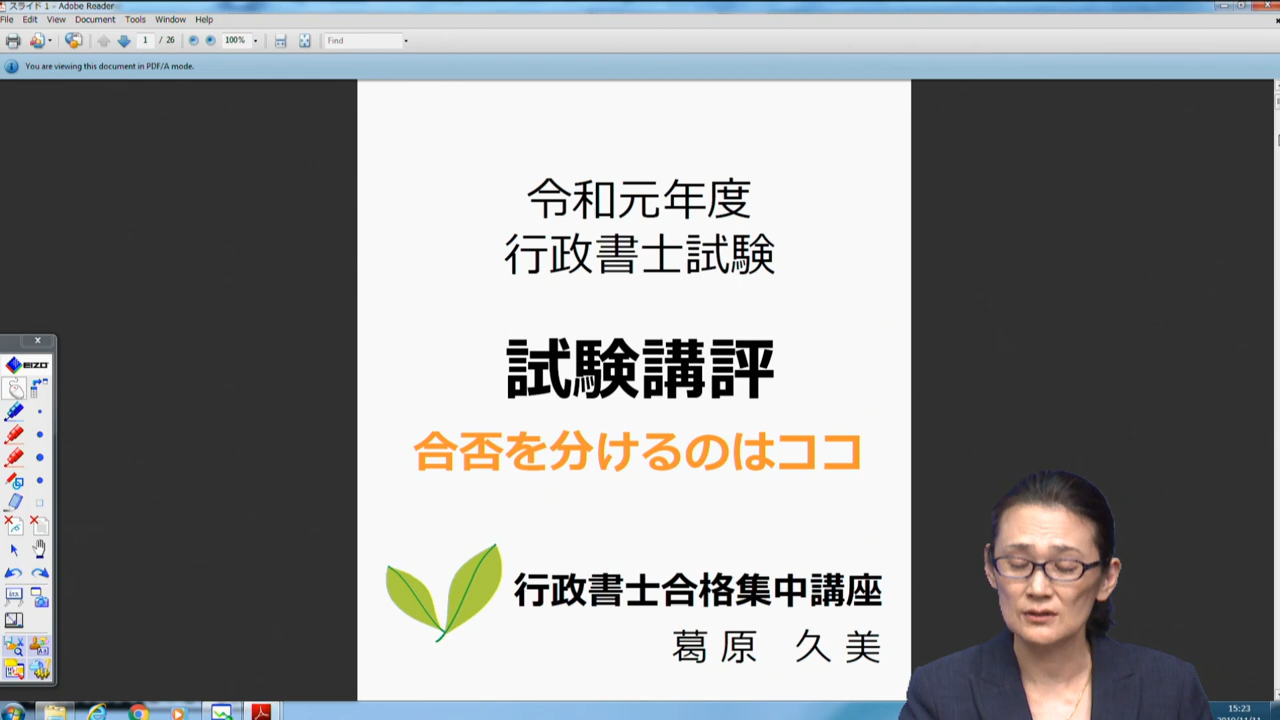 スライド 1 - Adobe Reader
File Edit View Document Tools Window Help
1 / 26 100% Find
You are viewing this document in PDF/A mode.
令和元年度
行政書士試験
試験講評
合否を分けるのはココ
行政書士合格集中講座
葛原 久美
EIZO
15:23